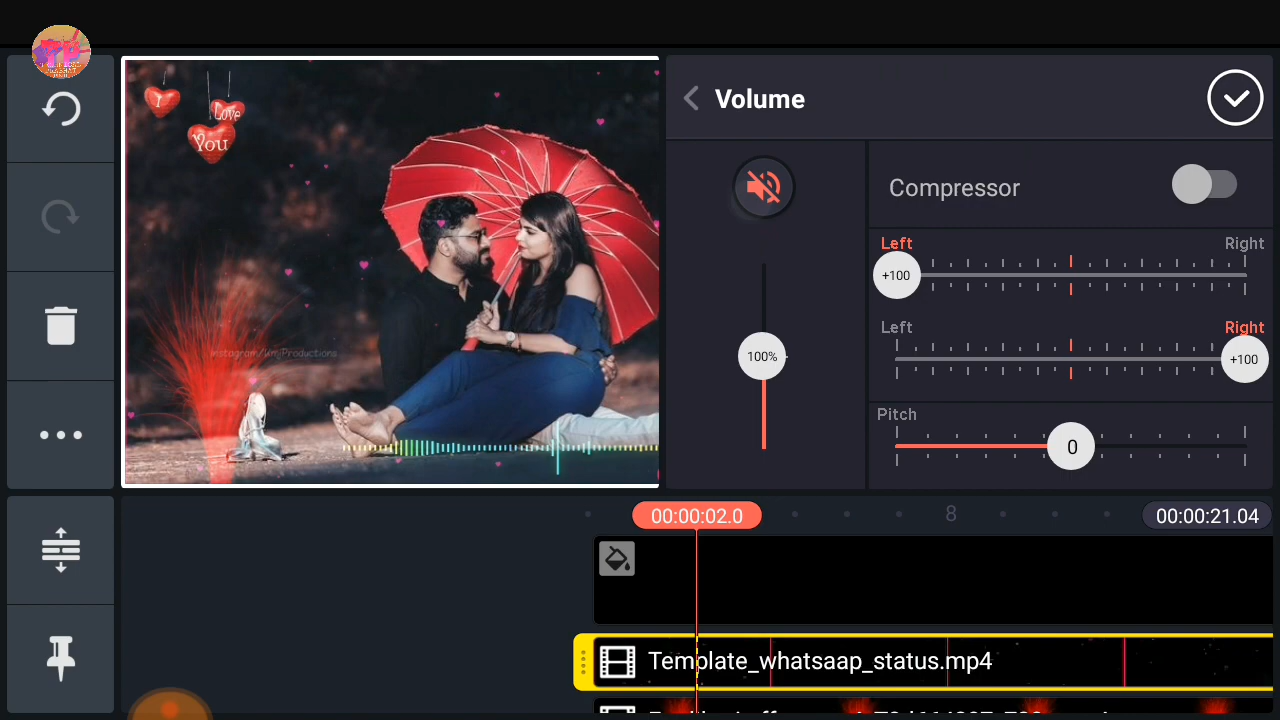 I
Love
You
Volume
Compressor
Left
Right
+100
Left
Right
+100
100%
Pitch
0
00:00:02.0
8
00:00:21.04
Template_whatsaap_status.mp4